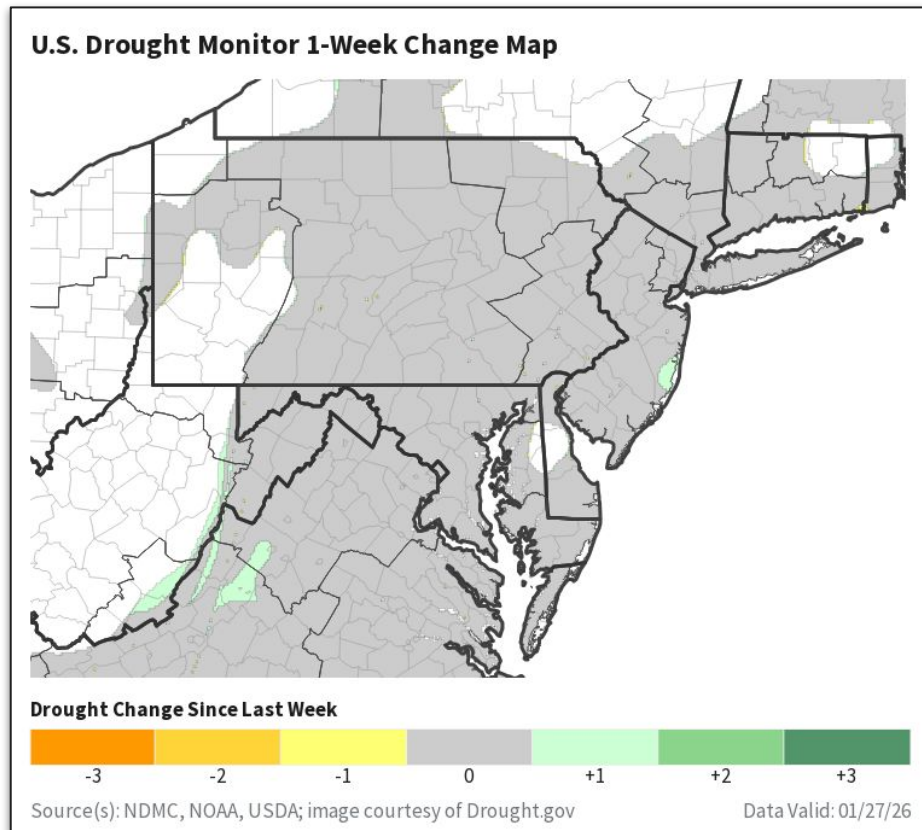 U.S. Drought Monitor 1-Week Change Map
Drought Change Since Last Week
-3 -2 -1 0 +1 +2 +3
Source(s): NDMC, NOAA, USDA; image courtesy of Drought.gov Data Valid: 01/27/26